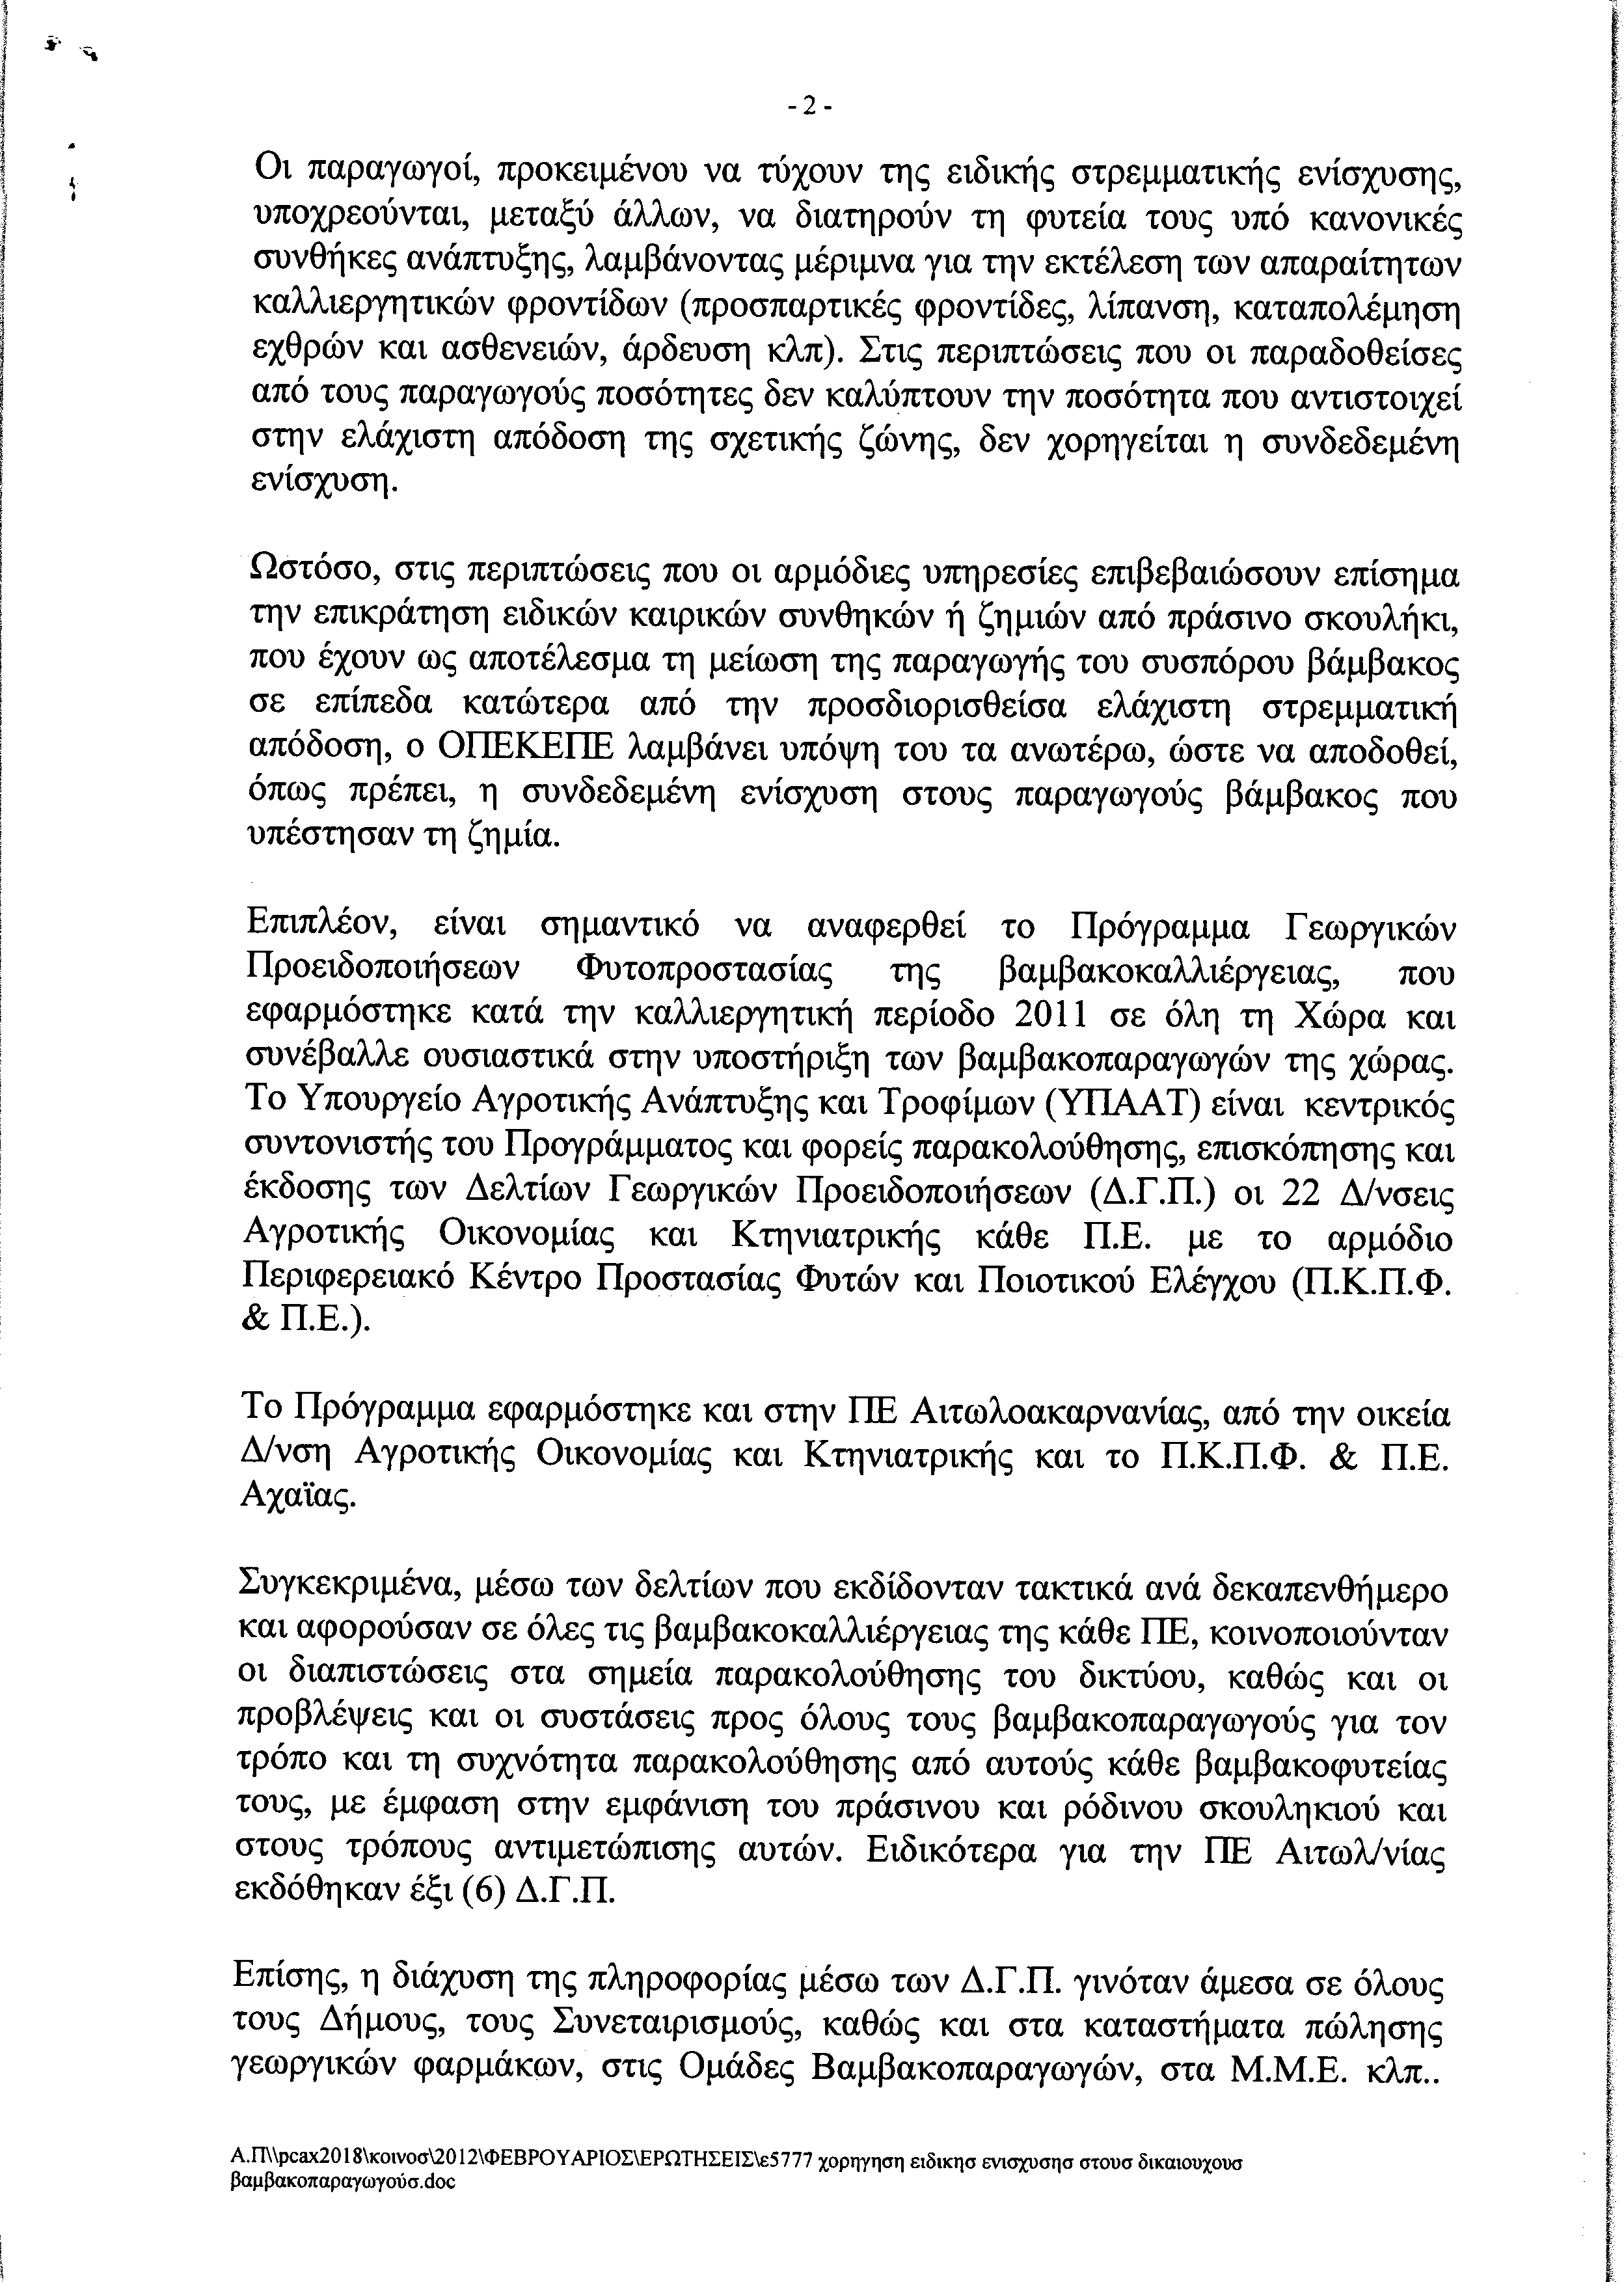 - 2 -
Οι παραγωγοί, προκειμένου να τύχουν της ειδικής στρεμματικής ενίσχυσης,
υποχρεούνται, μεταξύ άλλων, να διατηρούν τη φυτεία τους υπό κανονικές
συνθήκες ανάπτυξης, λαμβάνοντας μέριμνα για την εκτέλεση των απαραίτητων
καλλιεργητικών φροντίδων (προσπαρτικές φροντίδες, λίπανση, καταπολέμηση
εχθρών και ασθενειών, άρδευση κλπ). Στις περιπτώσεις που οι παραδοθείσες
από τους παραγωγούς ποσότητες δεν καλύπτουν την ποσότητα που αντιστοιχεί
στην ελάχιστη απόδοση της σχετικής ζώνης, δεν χορηγείται η συνδεδεμένη
ενίσχυση.
Ωστόσο, στις περιπτώσεις που οι αρμόδιες υπηρεσίες επιβεβαιώσουν επίσημα
την επικράτηση ειδικών καιρικών συνθηκών ή ζημιών από πράσινο σκουλήκι,
που έχουν ως αποτέλεσμα τη μείωση της παραγωγής του συσπόρου βάμβακος
σε επίπεδα κατώτερα από την προσδιορισθείσα ελάχιστη στρεμματική
απόδοση, ο ΟΠΕΚΕΠΕ λαμβάνει υπόψη του τα ανωτέρω, ώστε να αποδοθεί,
όπως πρέπει, η συνδεδεμένη ενίσχυση στους παραγωγούς βάμβακος που
υπέστησαν τη ζημία.
Επιπλέον, είναι σημαντικό να αναφερθεί το Πρόγραμμα Γεωργικών
Προειδοποιήσεων Φυτοπροστασίας της βαμβακοκαλλιέργειας, που
εφαρμόστηκε κατά την καλλιεργητική περίοδο 2011 σε όλη τη Χώρα και
συνέβαλλε ουσιαστικά στην υποστήριξη των βαμβακοπαραγωγών της χώρας.
Το Υπουργείο Αγροτικής Ανάπτυξης και Τροφίμων (ΥΠΑΑΤ) είναι κεντρικός
συντονιστής του Προγράμματος και φορείς παρακολούθησης, επισκόπησης και
έκδοσης των Δελτίων Γεωργικών Προειδοποιήσεων (Δ.Γ.Π.) οι 22 Δ/νσεις
Αγροτικής Οικονομίας και Κτηνιατρικής κάθε Π.Ε. με το αρμόδιο
Περιφερειακό Κέντρο Προστασίας Φυτών και Ποιοτικού Ελέγχου (Π.Κ.Π.Φ.
& Π.Ε.).
Το Πρόγραμμα εφαρμόστηκε και στην ΠΕ Αιτωλοακαρνανίας, από την οικεία
Δ/νση Αγροτικής Οικονομίας και Κτηνιατρικής και το Π.Κ.Π.Φ. & Π.Ε.
Αχαΐας.
Συγκεκριμένα, μέσω των δελτίων που εκδίδονταν τακτικά ανά δεκαπενθήμερο
και αφορούσαν σε όλες τις βαμβακοκαλλιέργειας της κάθε ΠΕ, κοινοποιούνταν
οι διαπιστώσεις στα σημεία παρακολούθησης του δικτύου, καθώς και οι
προβλέψεις και οι συστάσεις προς όλους τους βαμβακοπαραγωγούς για τον
τρόπο και τη συχνότητα παρακολούθησης από αυτούς κάθε βαμβακοφυτείας
τους, με έμφαση στην εμφάνιση του πράσινου και ρόδινου σκουληκιού και
στους τρόπους αντιμετώπισης αυτών. Ειδικότερα για την ΠΕ Αιτωλ/νίας
εκδόθηκαν έξι (6) Δ.Γ.Π.
Επίσης, η διάχυση της πληροφορίας μέσω των Δ.Γ.Π. γινόταν άμεσα σε όλους
τους Δήμους, τους Συνεταιρισμούς, καθώς και στα καταστήματα πώλησης
γεωργικών φαρμάκων, στις Ομάδες Βαμβακοπαραγωγών, στα Μ.Μ.Ε. κλπ..
Α.Π\\pcax2018\κοινοσ\2012\ΦΕΒΡΟΥΑΡΙΟΣ\ΕΡΩΤΗΣΕΙΣ\ε5777 χορηγηση ειδικησ ενισχυσησ στουσ δικαιουχουσ
βαμβακοπαραγωγούσ.doc